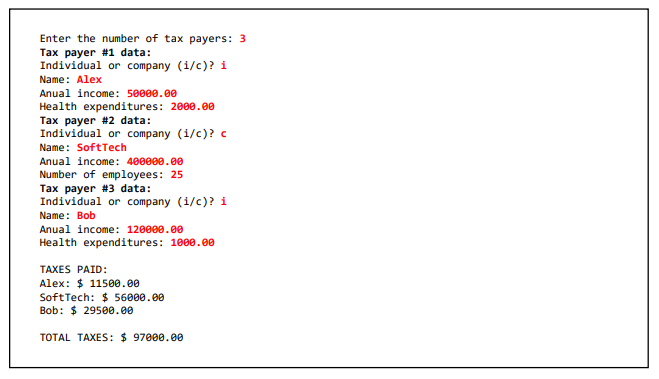 Enter the number of tax payers: 3
Tax payer #1 data:
Individual or company (i/c)? i
Name: Alex
Anual income: 50000.00
Health expenditures: 2000.00
Tax payer #2 data:
Individual or company (i/c)? c
Name: SoftTech
Anual income: 400000.00
Number of employees: 25
Tax payer #3 data:
Individual or company (i/c)? i
Name: Bob
Anual income: 120000.00
Health expenditures: 1000.00
TAXES PAID:
Alex: $ 11500.00
SoftTech: $ 56000.00
Bob: $ 29500.00
TOTAL TAXES: $ 97000.00